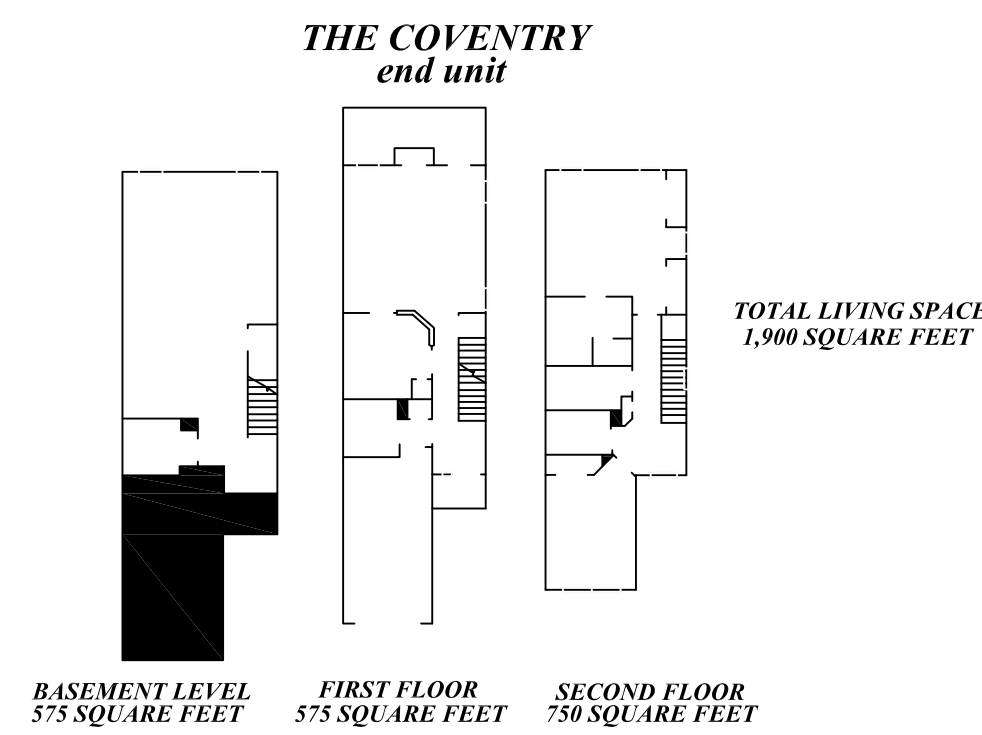 THE COVENTRY
end unit
TOTAL LIVING SPACE
1,900 SQUARE FEET
BASEMENT LEVEL
575 SQUARE FEET
FIRST FLOOR
575 SQUARE FEET
SECOND FLOOR
750 SQUARE FEET